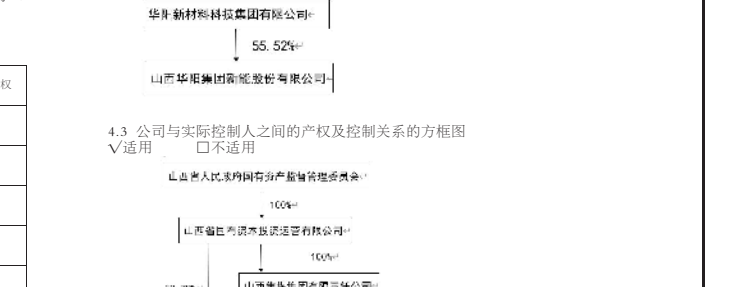 华阳新材料科技集团有限公司
55.52%
山西华阳集团新能股份有限公司
权
4.3 公司与实际控制人之间的产权及控制关系的方框图
√适用 □不适用
山西省人民政府国有资产监督管理委员会
100%
山西省国有资本投资运营有限公司
100%